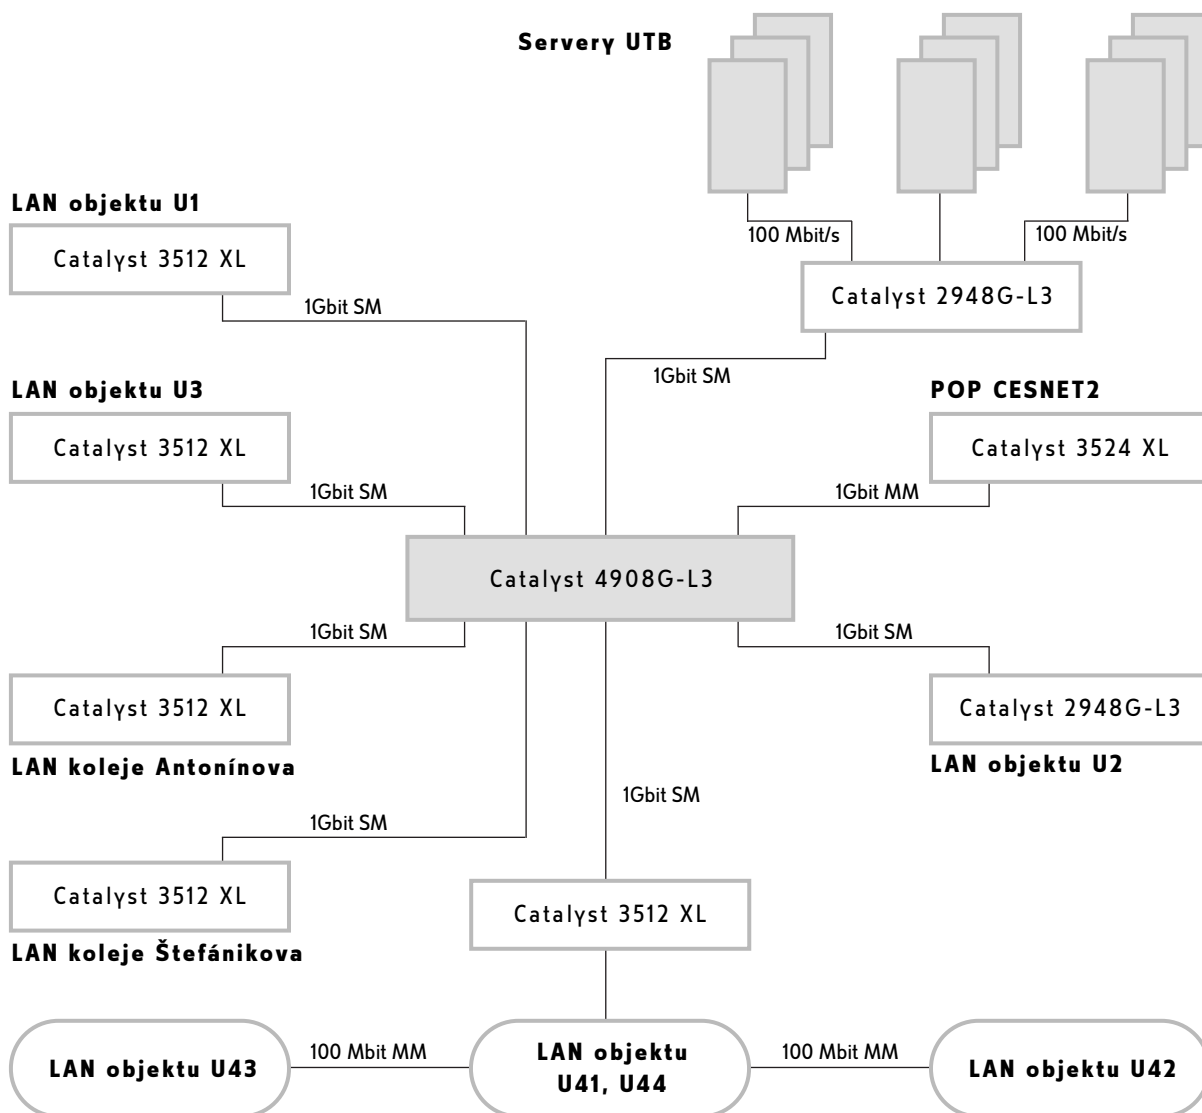 Servery UTB
LAN objektu U1
100 Mbit/s
100 Mbit/s
Catalyst 3512 XL
Catalyst 2948G-L3
1Gbit SM
1Gbit SM
LAN objektu U3
POP CESNET2
Catalyst 3512 XL
Catalyst 3524 XL
1Gbit SM
1Gbit MM
Catalyst 4908G-L3
1Gbit SM
1Gbit SM
Catalyst 3512 XL
Catalyst 2948G-L3
LAN koleje Antonínova
LAN objektu U2
1Gbit SM
1Gbit SM
Catalyst 3512 XL
Catalyst 3512 XL
LAN koleje Štefánikova
LAN objektu U43
100 Mbit MM
LAN objektu
U41, U44
100 Mbit MM
LAN objektu U42